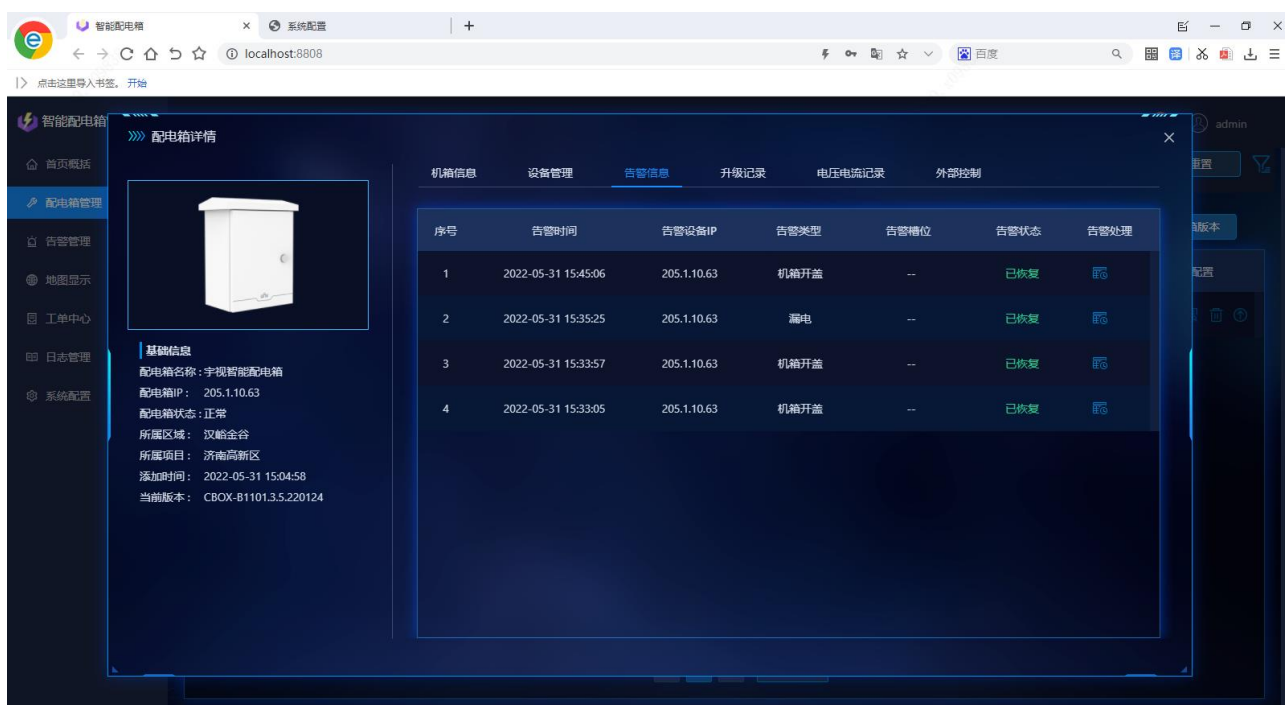 智能配电箱 系统配置
localhost:8808 百度
点击这里导入书签。 开始
智能配电箱 admin
配电箱详情
首页概括
配电箱管理
告警管理
地图显示
工单中心
日志管理
系统配置
机箱信息 设备管理 告警信息 升级记录 电压电流记录 外部控制
重置
版本
配置
序号 告警时间 告警设备IP 告警类型 告警槽位 告警状态 告警处理
1 2022-05-31 15:45:06 205.1.10.63 机箱开盖 -- 已恢复
2 2022-05-31 15:35:25 205.1.10.63 漏电 -- 已恢复
3 2022-05-31 15:33:57 205.1.10.63 机箱开盖 -- 已恢复
4 2022-05-31 15:33:05 205.1.10.63 机箱开盖 -- 已恢复
基础信息
配电箱名称 : 宇视智能配电箱
配电箱IP : 205.1.10.63
配电箱状态 : 正常
所属区域 : 汉峪金谷
所属项目 : 济南高新区
添加时间 : 2022-05-31 15:04:58
当前版本 : CBOX-B1101.3.5.220124